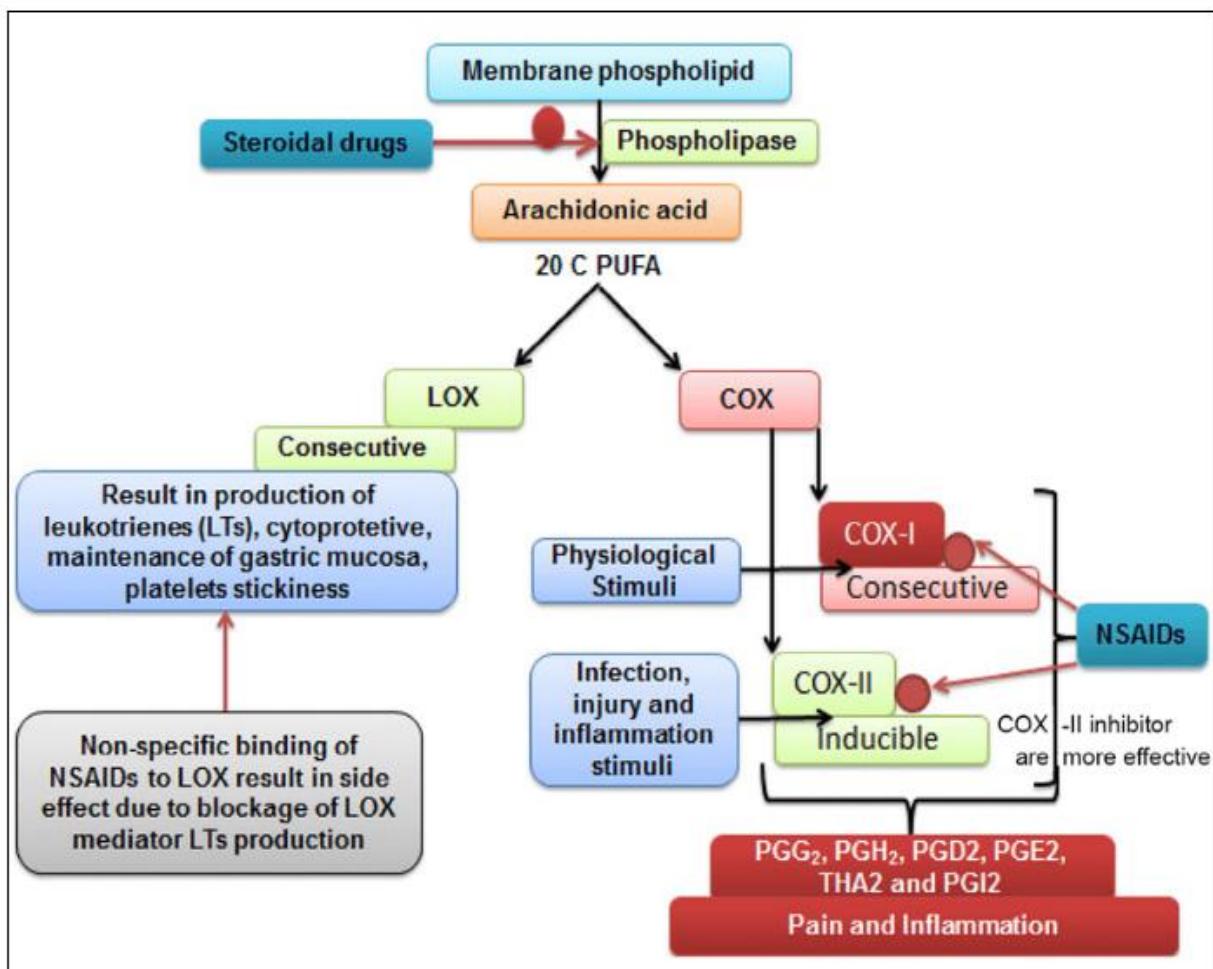 Membrane phospholipid
Steroidal drugs
Phospholipase
Arachidonic acid
20 C PUFA
LOX
COX
Consecutive
Result in production of
leukotrienes (LTs), cytoprotetive,
maintenance of gastric mucosa,
platelets stickiness
COX-I
Consecutive
Physiological
Stimuli
NSAIDs
COX-II
Inducible
Infection,
injury and
inflammation
stimuli
COX -II inhibitor
are more effective
Non-specific binding of
NSAIDs to LOX result in side
effect due to blockage of LOX
mediator LTs production
PGG₂, PGH₂, PGD2, PGE2,
THA2 and PGI2
Pain and Inflammation